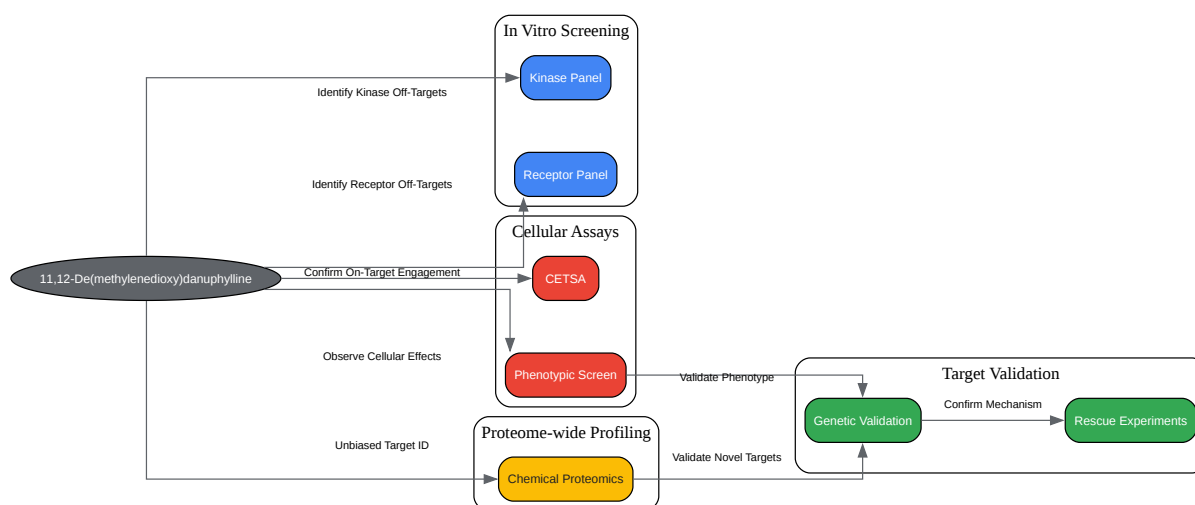 In Vitro Screening
Kinase Panel
Identify Kinase Off-Targets
Receptor Panel
Identify Receptor Off-Targets
Cellular Assays
11,12-De(methylenedioxy)danuphylline
Confirm On-Target Engagement
CETSA
Observe Cellular Effects
Phenotypic Screen
Validate Phenotype
Target Validation
Genetic Validation
Confirm Mechanism
Rescue Experiments
Proteome-wide Profiling
Unbiased Target ID
Chemical Proteomics
Validate Novel Targets